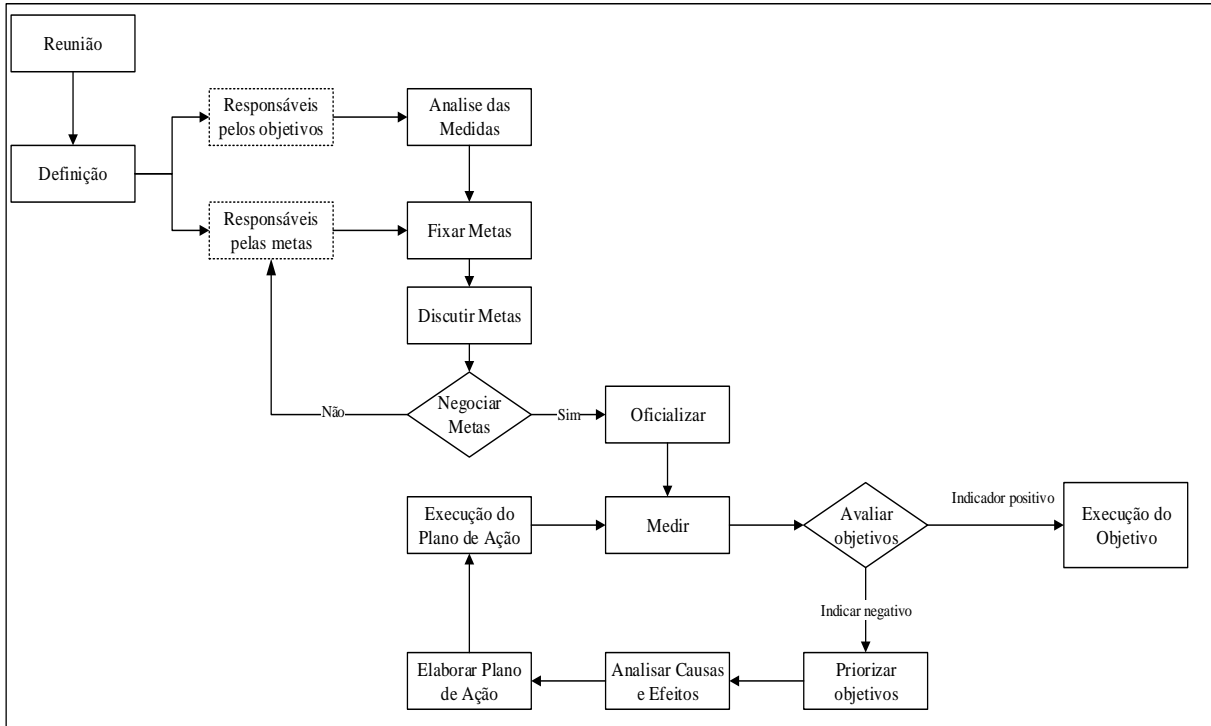 Reunião
Definição
Responsáveis
pelos objetivos
Analise das
Medidas
Responsáveis
pelas metas
Fixar Metas
Discutir Metas
Negociar
Metas
Não
Sim
Oficializar
Execução do
Plano de Ação
Medir
Avaliar
objetivos
Indicador positivo
Execução do
Objetivo
Indicar negativo
Elaborar Plano
de Ação
Analisar Causas
e Efeitos
Priorizar
objetivos